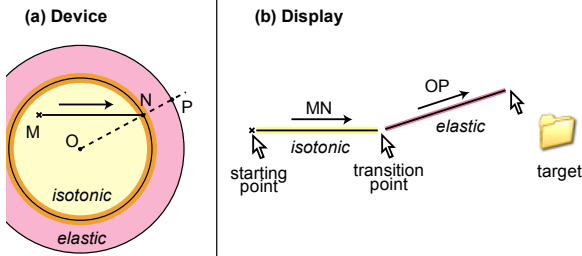 (a) Device
M
N
P
O
isotonic
elastic
(b) Display
MN
OP
isotonic
elastic
starting
point
transition
point
target